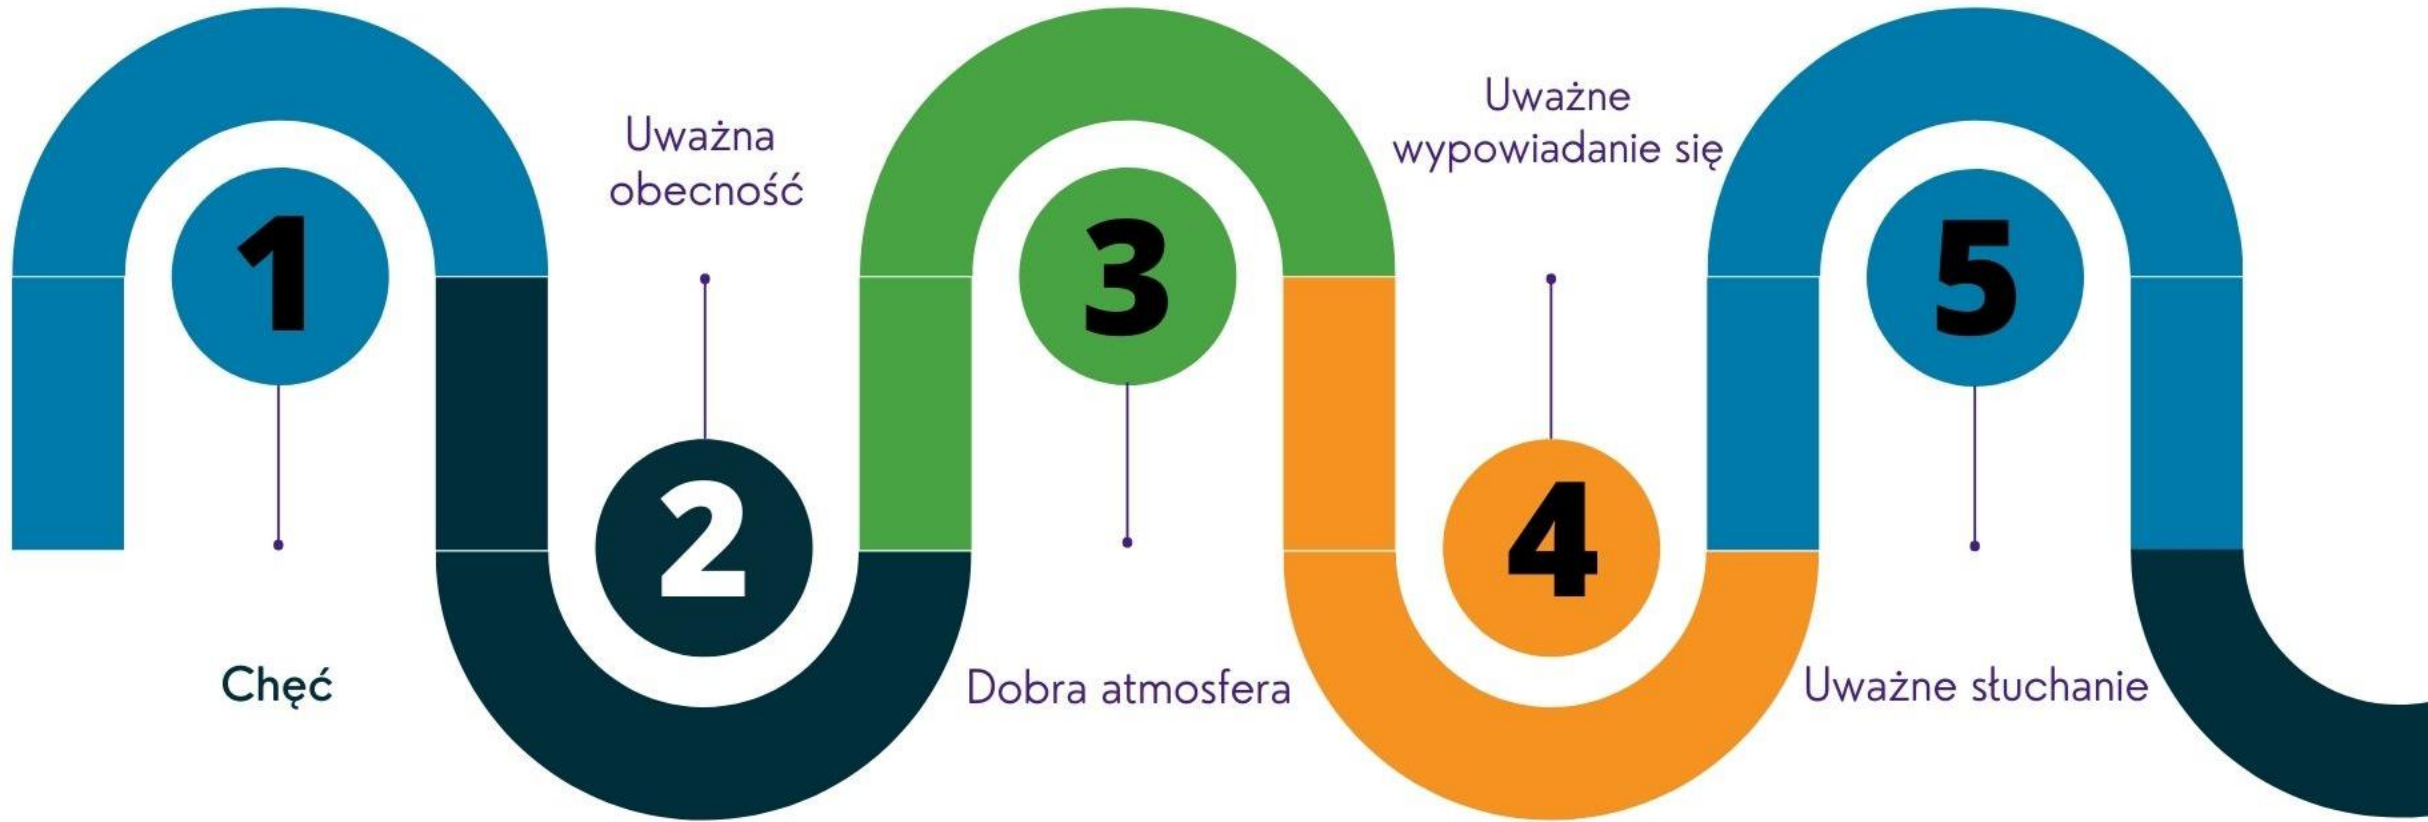 1
Chęć
Uważna
obecność
2
3
Dobra atmosfera
Uważne
wypowiadanie się
4
5
Uważne słuchanie